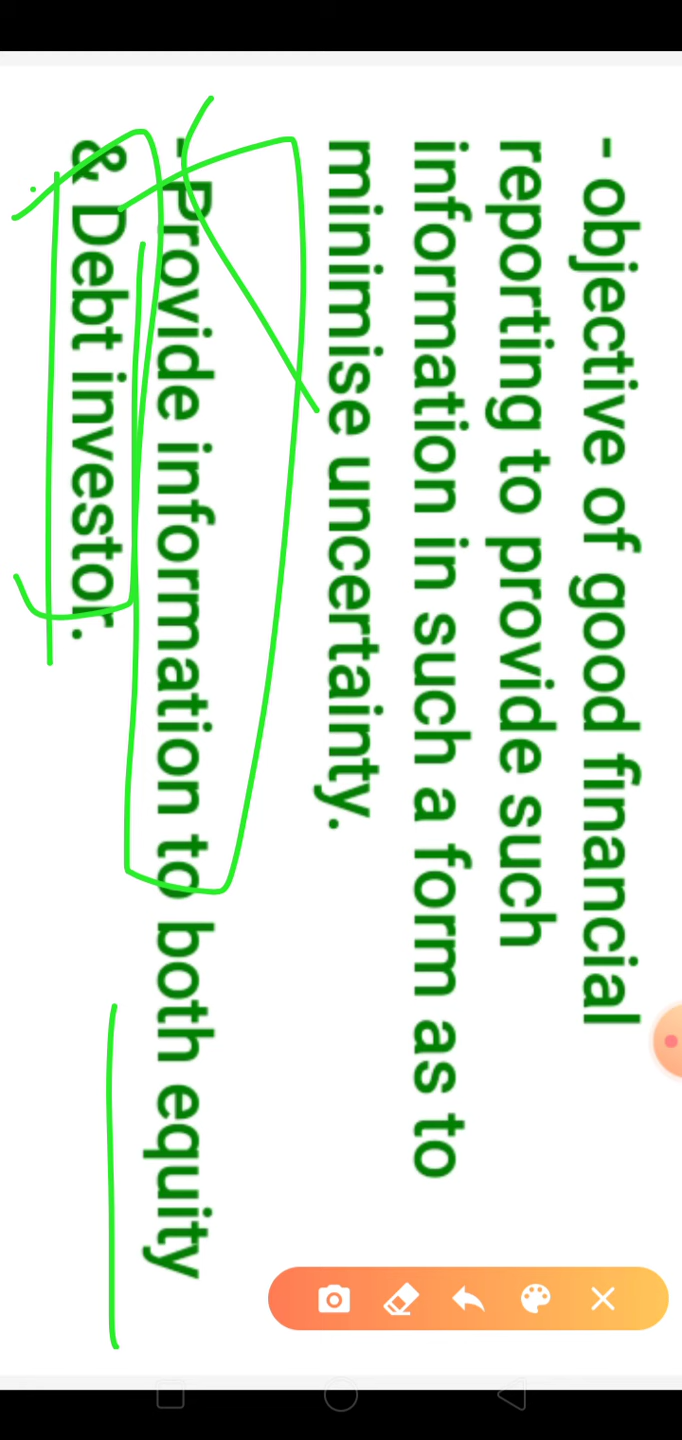 - objective of good financial
reporting to provide such
information in such a form as to
minimise uncertainty.
- Provide information to both equity
& Debt investor.